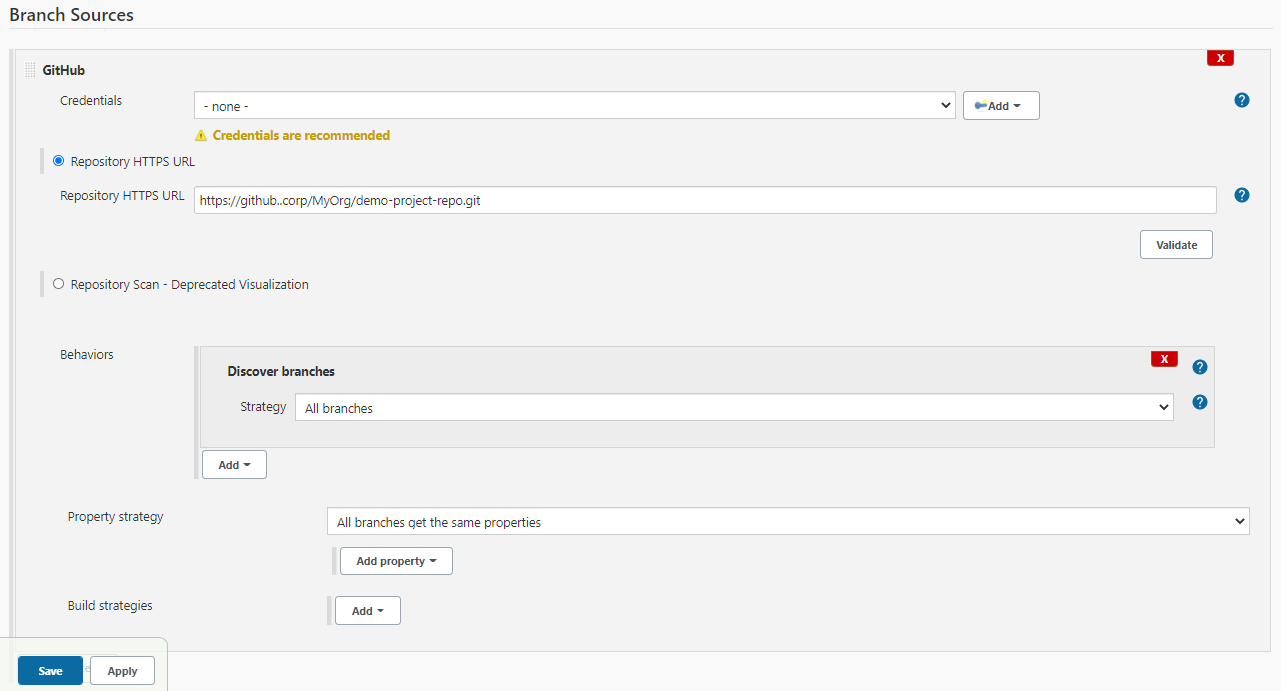 Branch Sources
X
GitHub
Credentials
- none -
Add
?
Credentials are recommended
Repository HTTPS URL
Repository HTTPS URL
https://github..corp/MyOrg/demo-project-repo.git
?
Validate
Repository Scan - Deprecated Visualization
Behaviors
X
Discover branches
?
Strategy
All branches
?
Add
Property strategy
All branches get the same properties
Add property
Build strategies
Add
Save
Apply